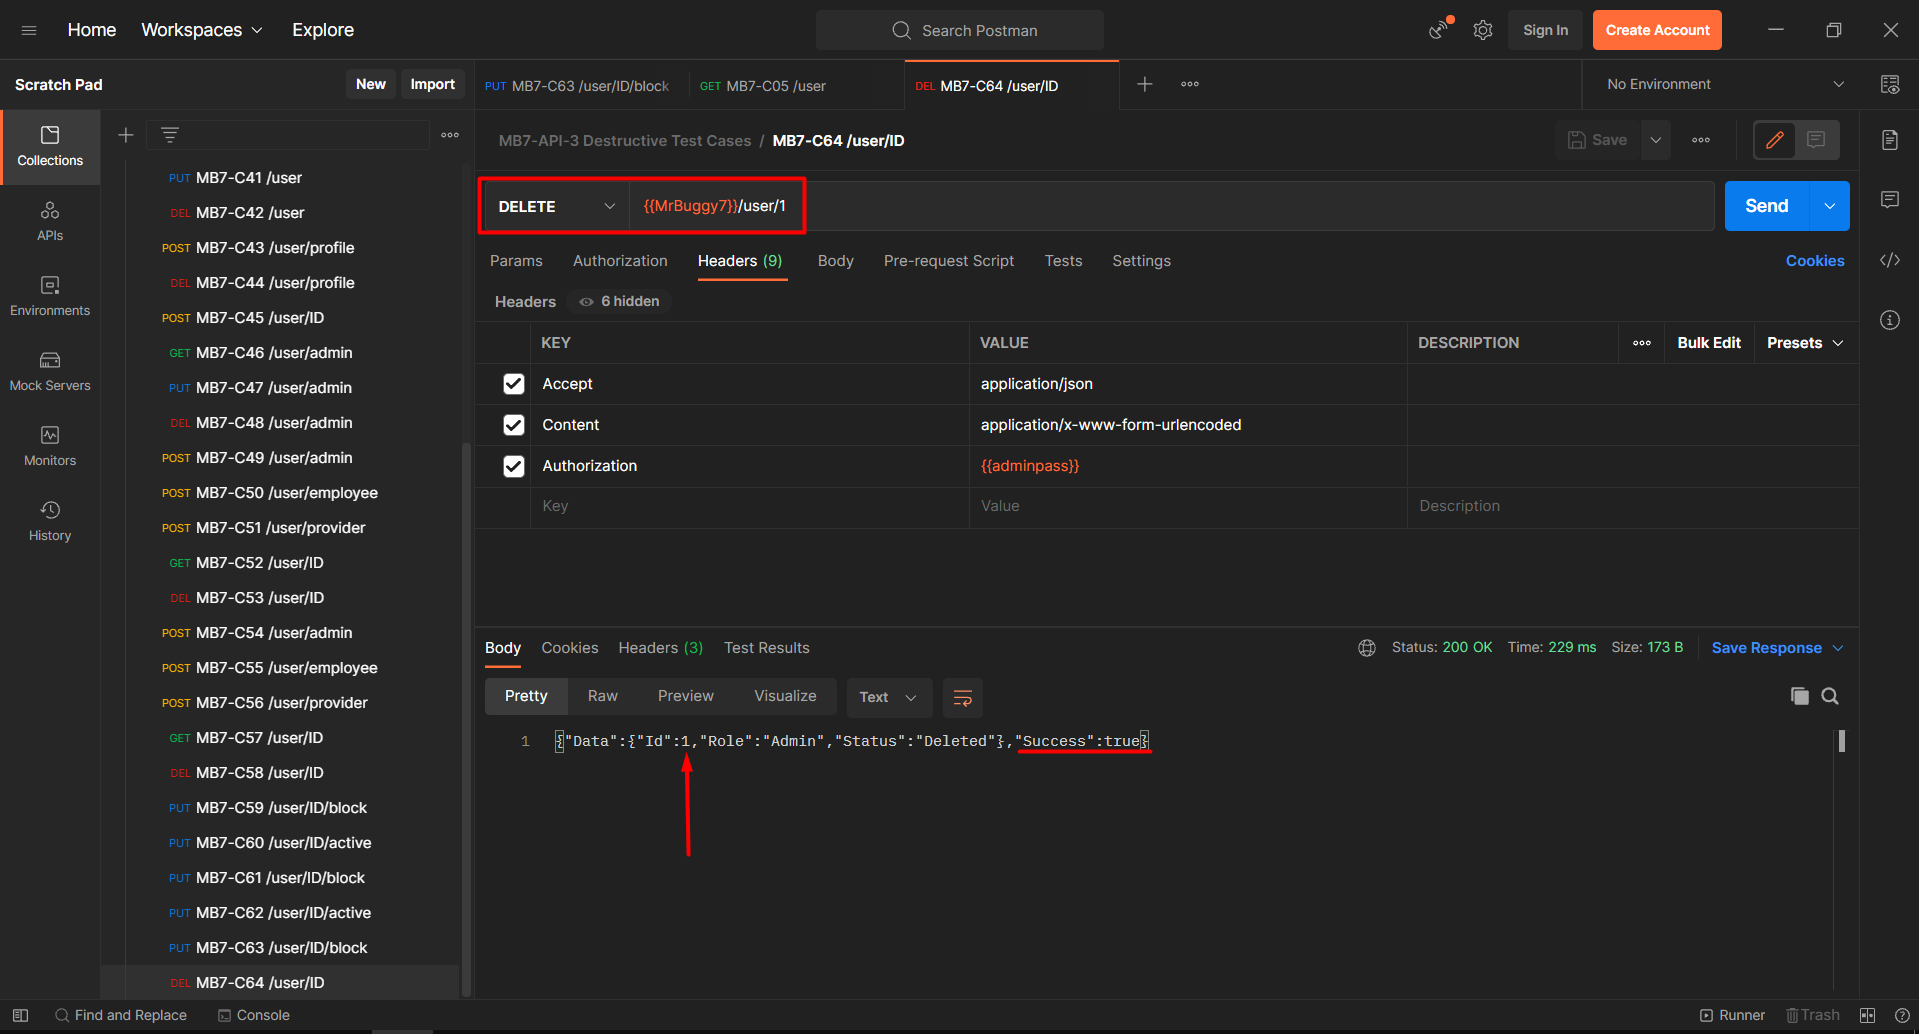 Home Workspaces Explore Search Postman Sign In Create Account
Scratch Pad New Import
PUT MB7-C63 /user/ID/block GET MB7-C05 /user DEL MB7-C64 /user/ID No Environment
Collections
APIs
Environments
Mock Servers
Monitors
History
PUT MB7-C41 /user
DEL MB7-C42 /user
POST MB7-C43 /user/profile
DEL MB7-C44 /user/profile
POST MB7-C45 /user/ID
GET MB7-C46 /user/admin
PUT MB7-C47 /user/admin
DEL MB7-C48 /user/admin
POST MB7-C49 /user/admin
POST MB7-C50 /user/employee
POST MB7-C51 /user/provider
GET MB7-C52 /user/ID
DEL MB7-C53 /user/ID
POST MB7-C54 /user/admin
POST MB7-C55 /user/employee
POST MB7-C56 /user/provider
GET MB7-C57 /user/ID
DEL MB7-C58 /user/ID
PUT MB7-C59 /user/ID/block
PUT MB7-C60 /user/ID/active
PUT MB7-C61 /user/ID/block
PUT MB7-C62 /user/ID/active
PUT MB7-C63 /user/ID/block
DEL MB7-C64 /user/ID
MB7-API-3 Destructive Test Cases / MB7-C64 /user/ID Save
DELETE {{MrBuggy7}}/user/1 Send
Params Authorization Headers (9) Body Pre-request Script Tests Settings Cookies
Headers 6 hidden
KEY VALUE DESCRIPTION Bulk Edit Presets
Accept application/json
Content application/x-www-form-urlencoded
Authorization {{adminpass}}
Key Value Description
Body Cookies Headers (3) Test Results Status: 200 OK Time: 229 ms Size: 173 B Save Response
Pretty Raw Preview Visualize Text
1 {"Data":{"Id":1,"Role":"Admin","Status":"Deleted"},"Success":true}
Find and Replace Console Runner Trash